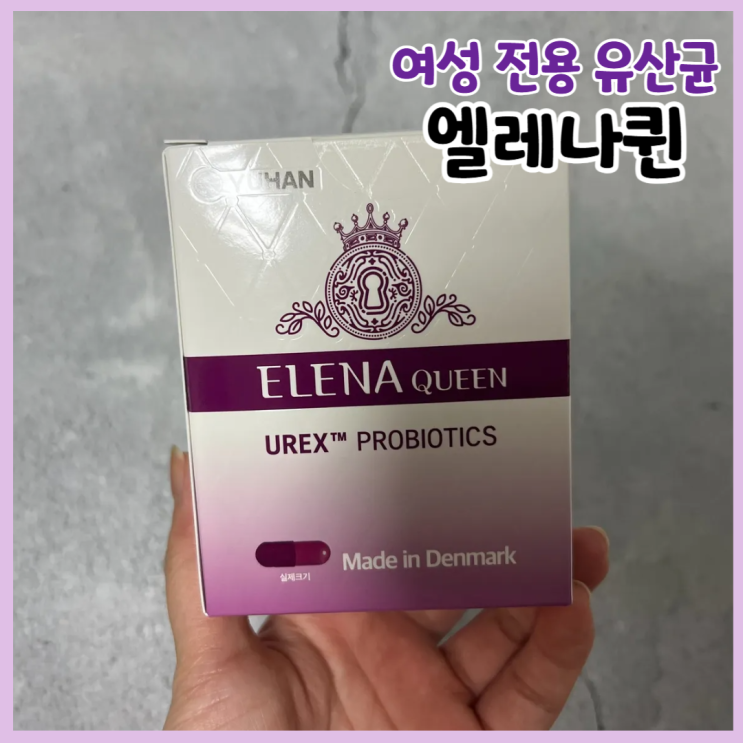 여성 전용 유산균
엘레나퀸
YUHAN
ELENA QUEEN
UREX™ PROBIOTICS
실제크기
Made in Denmark